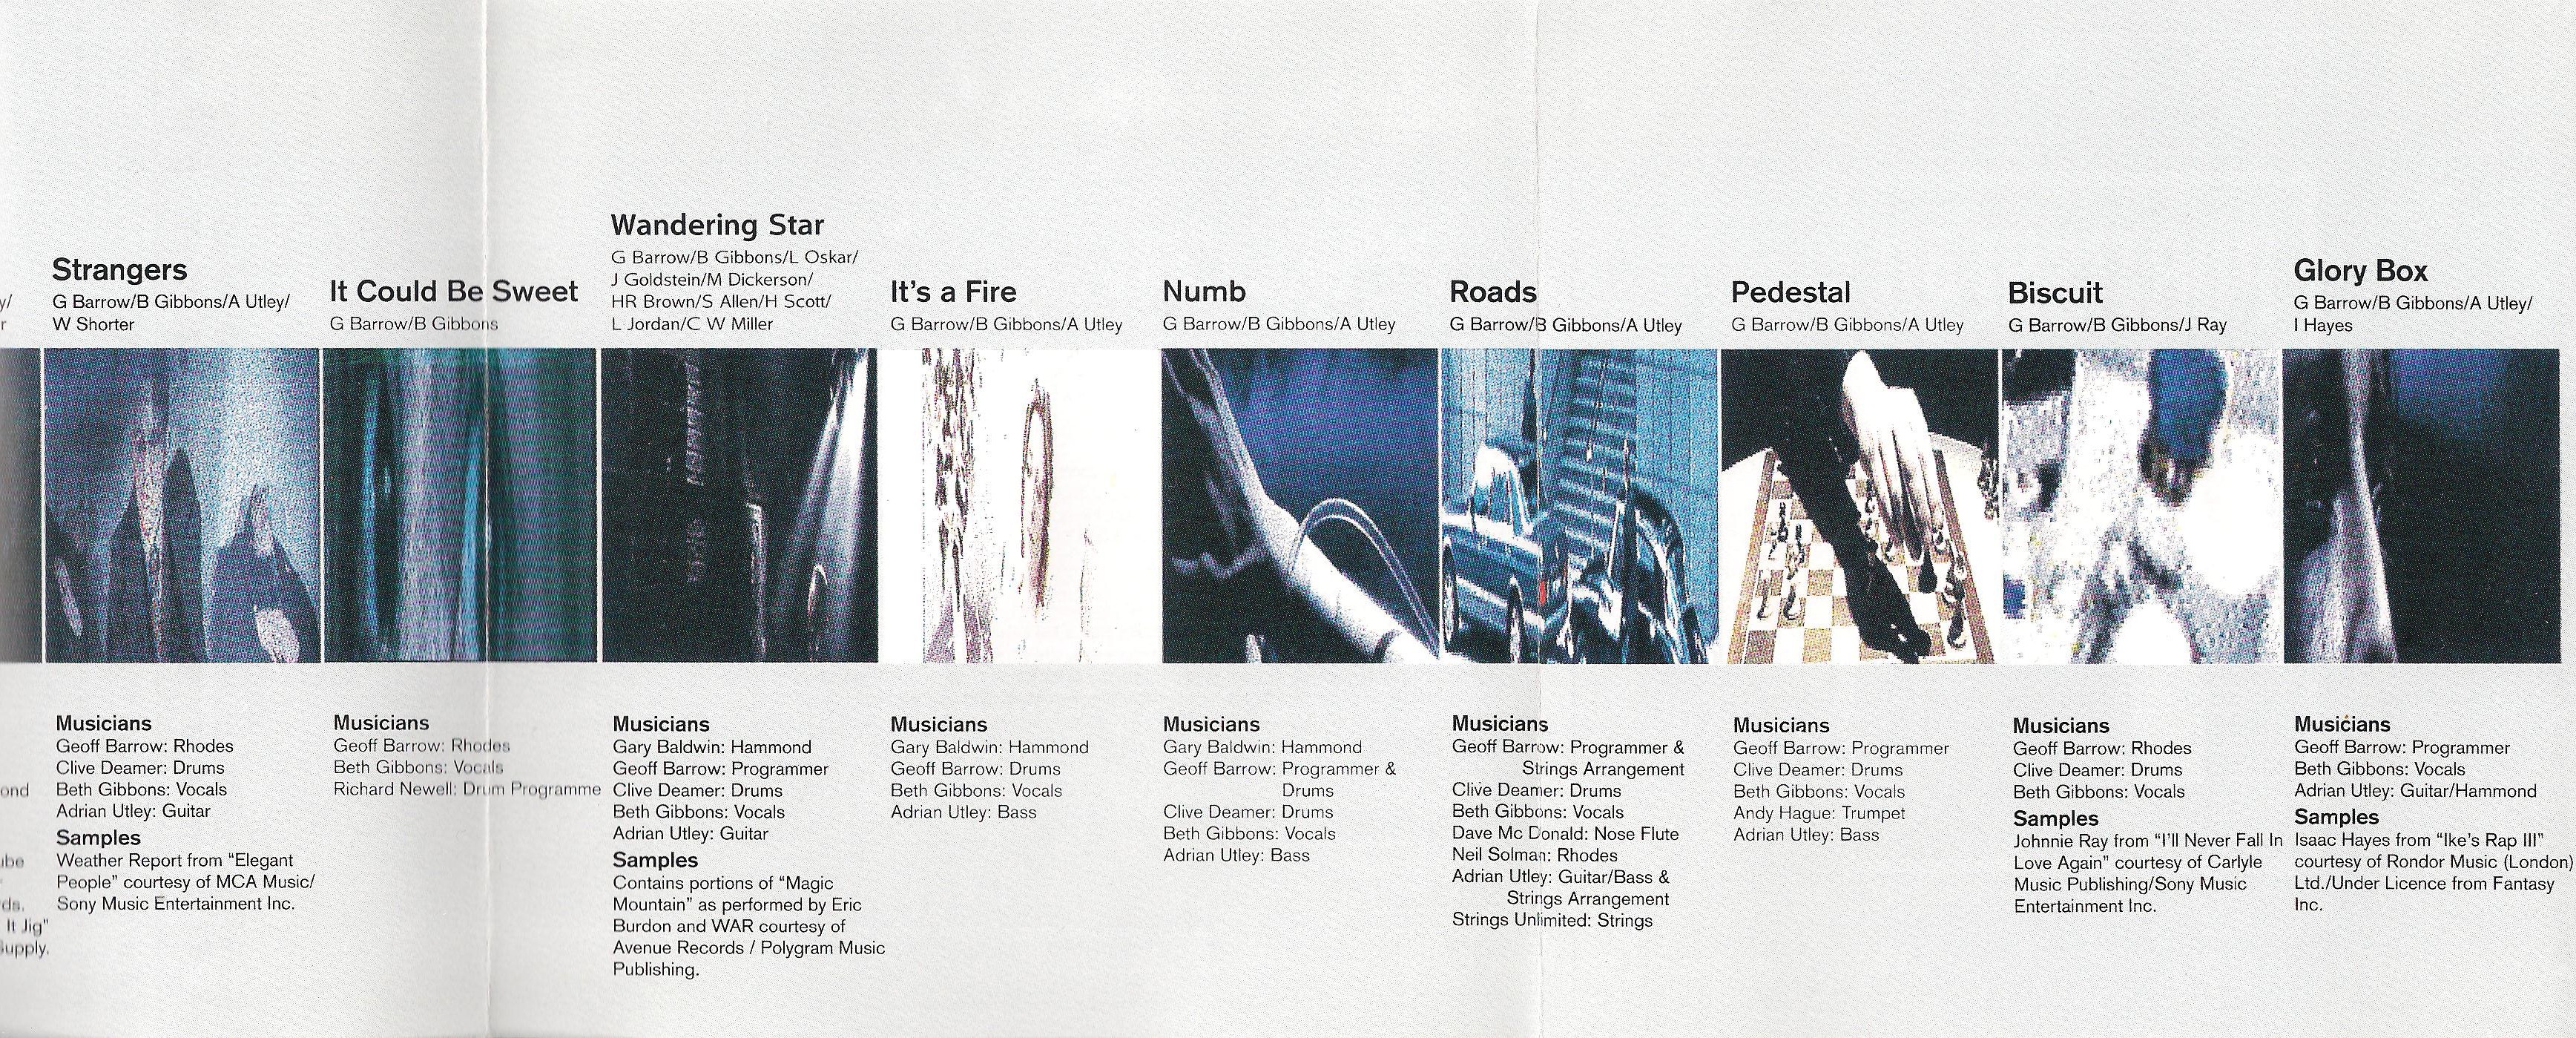 y/
r
ond
ds.
It Jig"
upply.
Strangers
G Barrow/B Gibbons/A Utley/
W Shorter
Musicians
Geoff Barrow: Rhodes
Clive Deamer: Drums
Beth Gibbons: Vocals
Adrian Utley: Guitar
Samples
Weather Report from “Elegant
People” courtesy of MCA Music/
Sony Music Entertainment Inc.
It Could Be Sweet
G Barrow/B Gibbons
Musicians
Geoff Barrow: Rhodes
Beth Gibbons: Vocals
Richard Newell: Drum Programme
Wandering Star
G Barrow/B Gibbons/L Oskar/
J Goldstein/M Dickerson/
HR Brown/S Allen/H Scott/
L Jordan/C W Miller
Musicians
Gary Baldwin: Hammond
Geoff Barrow: Programmer
Clive Deamer: Drums
Beth Gibbons: Vocals
Adrian Utley: Guitar
Samples
Contains portions of “Magic
Mountain” as performed by Eric
Burdon and WAR courtesy of
Avenue Records / Polygram Music
Publishing.
It’s a Fire
G Barrow/B Gibbons/A Utley
Musicians
Gary Baldwin: Hammond
Geoff Barrow: Drums
Beth Gibbons: Vocals
Adrian Utley: Bass
Numb
G Barrow/B Gibbons/A Utley
Musicians
Gary Baldwin: Hammond
Geoff Barrow: Programmer &
Drums
Clive Deamer: Drums
Beth Gibbons: Vocals
Adrian Utley: Bass
Roads
G Barrow/B Gibbons/A Utley
Musicians
Geoff Barrow: Programmer &
Strings Arrangement
Clive Deamer: Drums
Beth Gibbons: Vocals
Dave Mc Donald: Nose Flute
Neil Solman: Rhodes
Adrian Utley: Guitar/Bass &
Strings Arrangement
Strings Unlimited: Strings
Pedestal
G Barrow/B Gibbons/A Utley
Musicians
Geoff Barrow: Programmer
Clive Deamer: Drums
Beth Gibbons: Vocals
Andy Hague: Trumpet
Adrian Utley: Bass
Biscuit
G Barrow/B Gibbons/J Ray
Musicians
Geoff Barrow: Rhodes
Clive Deamer: Drums
Beth Gibbons: Vocals
Samples
Johnnie Ray from “I’ll Never Fall In
Love Again” courtesy of Carlyle
Music Publishing/Sony Music
Entertainment Inc.
Glory Box
G Barrow/B Gibbons/A Utley/
I Hayes
Musicians
Geoff Barrow: Programmer
Beth Gibbons: Vocals
Adrian Utley: Guitar/Hammond
Samples
Isaac Hayes from “Ike’s Rap III”
courtesy of Rondor Music (London)
Ltd./Under Licence from Fantasy
Inc.